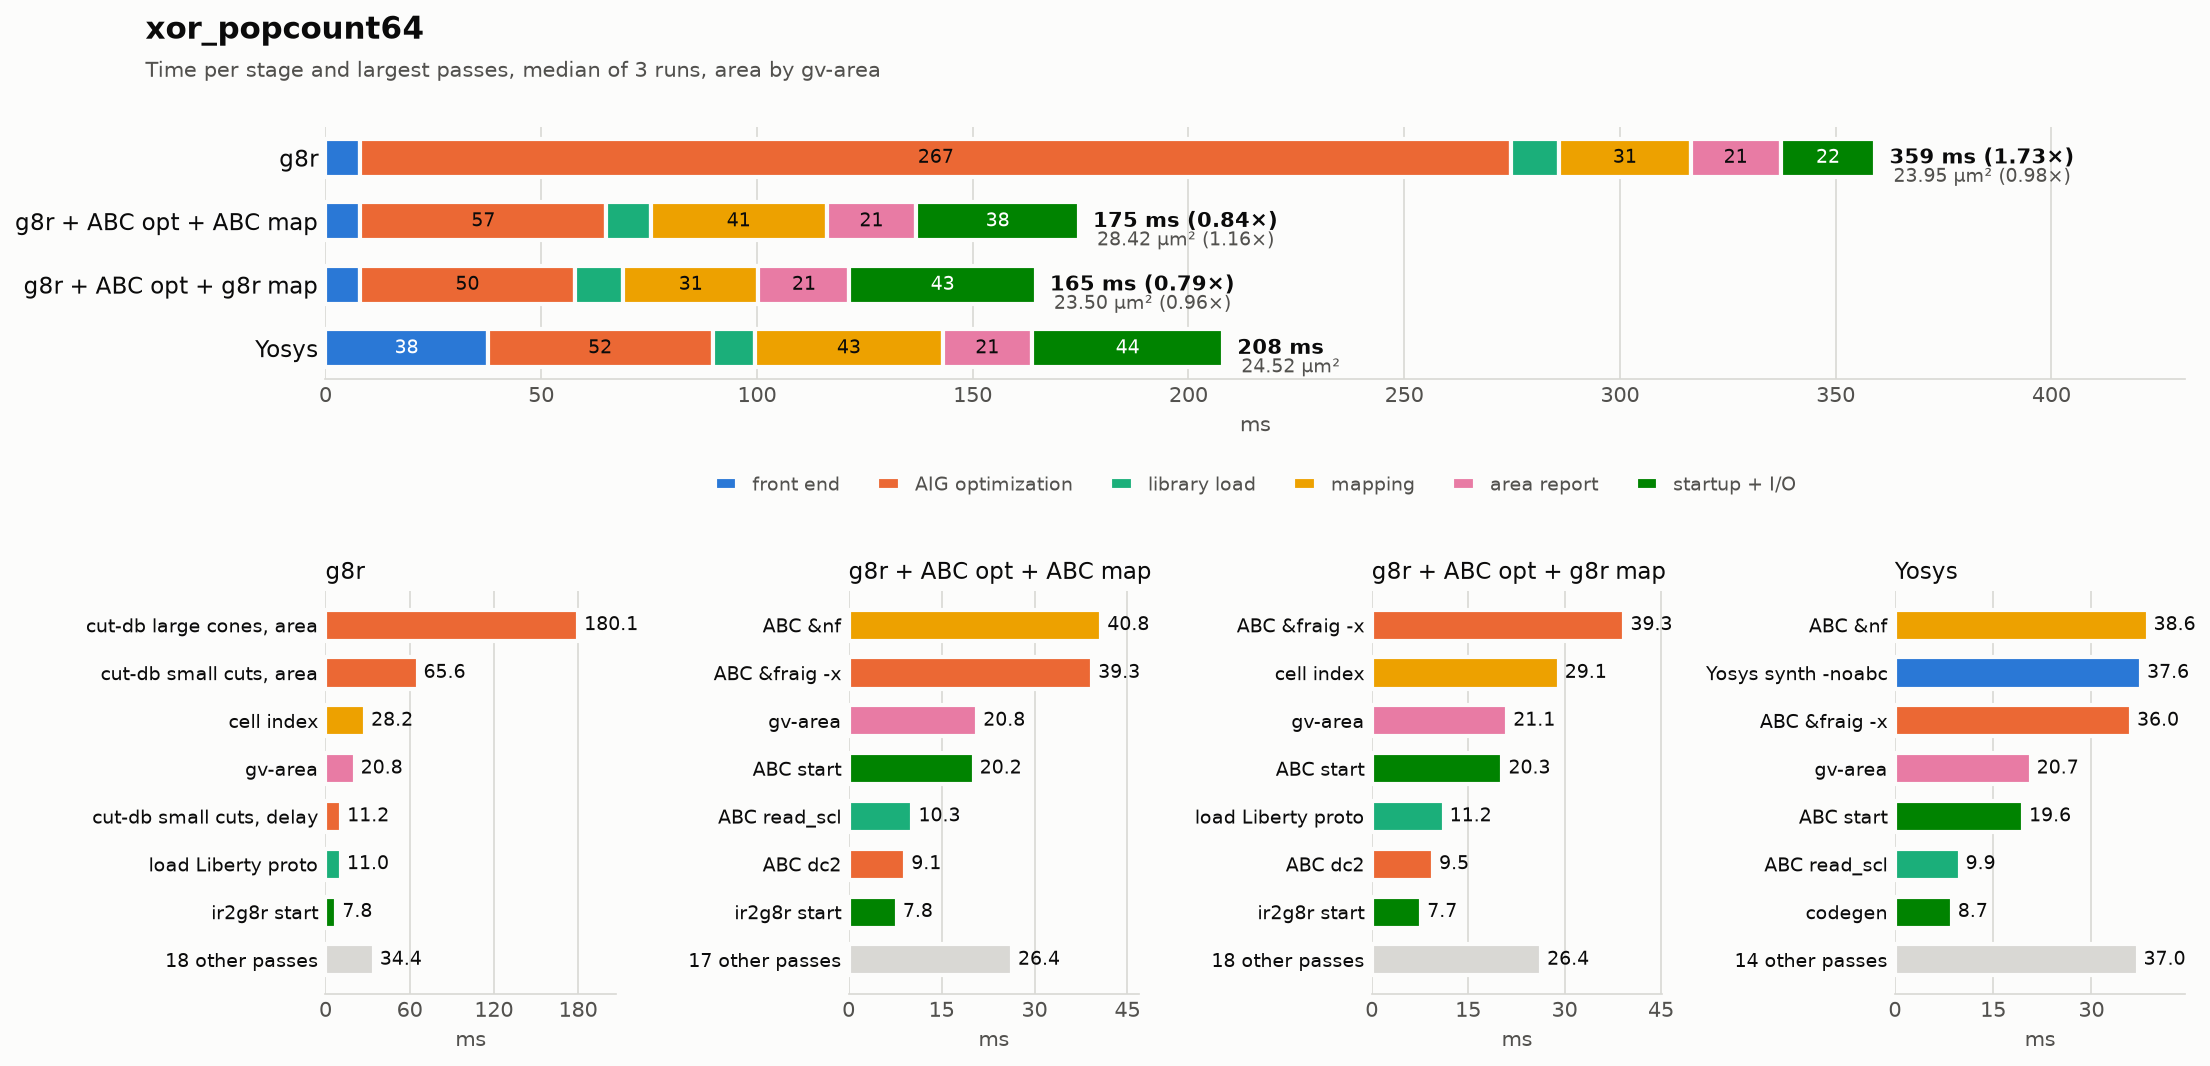 xor_popcount64
Time per stage and largest passes, median of 3 runs, area by gv-area
g8r
267
31
21
22
359 ms (1.73×)
23.95 µm² (0.98×)
g8r + ABC opt + ABC map
57
41
21
38
175 ms (0.84×)
28.42 µm² (1.16×)
g8r + ABC opt + g8r map
50
31
21
43
165 ms (0.79×)
23.50 µm² (0.96×)
Yosys
38
52
43
21
44
208 ms
24.52 µm²
0 50 100 150 200 250 300 350 400
ms
front end AIG optimization library load mapping area report startup + I/O
g8r
cut-db large cones, area 180.1
cut-db small cuts, area 65.6
cell index 28.2
gv-area 20.8
cut-db small cuts, delay 11.2
load Liberty proto 11.0
ir2g8r start 7.8
18 other passes 34.4
0 60 120 180
ms
g8r + ABC opt + ABC map
ABC &nf 40.8
ABC &fraig -x 39.3
gv-area 20.8
ABC start 20.2
ABC read_scl 10.3
ABC dc2 9.1
ir2g8r start 7.8
17 other passes 26.4
0 15 30 45
ms
g8r + ABC opt + g8r map
ABC &fraig -x 39.3
cell index 29.1
gv-area 21.1
ABC start 20.3
load Liberty proto 11.2
ABC dc2 9.5
ir2g8r start 7.7
18 other passes 26.4
0 15 30 45
ms
Yosys
ABC &nf 38.6
Yosys synth -noabc 37.6
ABC &fraig -x 36.0
gv-area 20.7
ABC start 19.6
ABC read_scl 9.9
codegen 8.7
14 other passes 37.0
0 15 30
ms